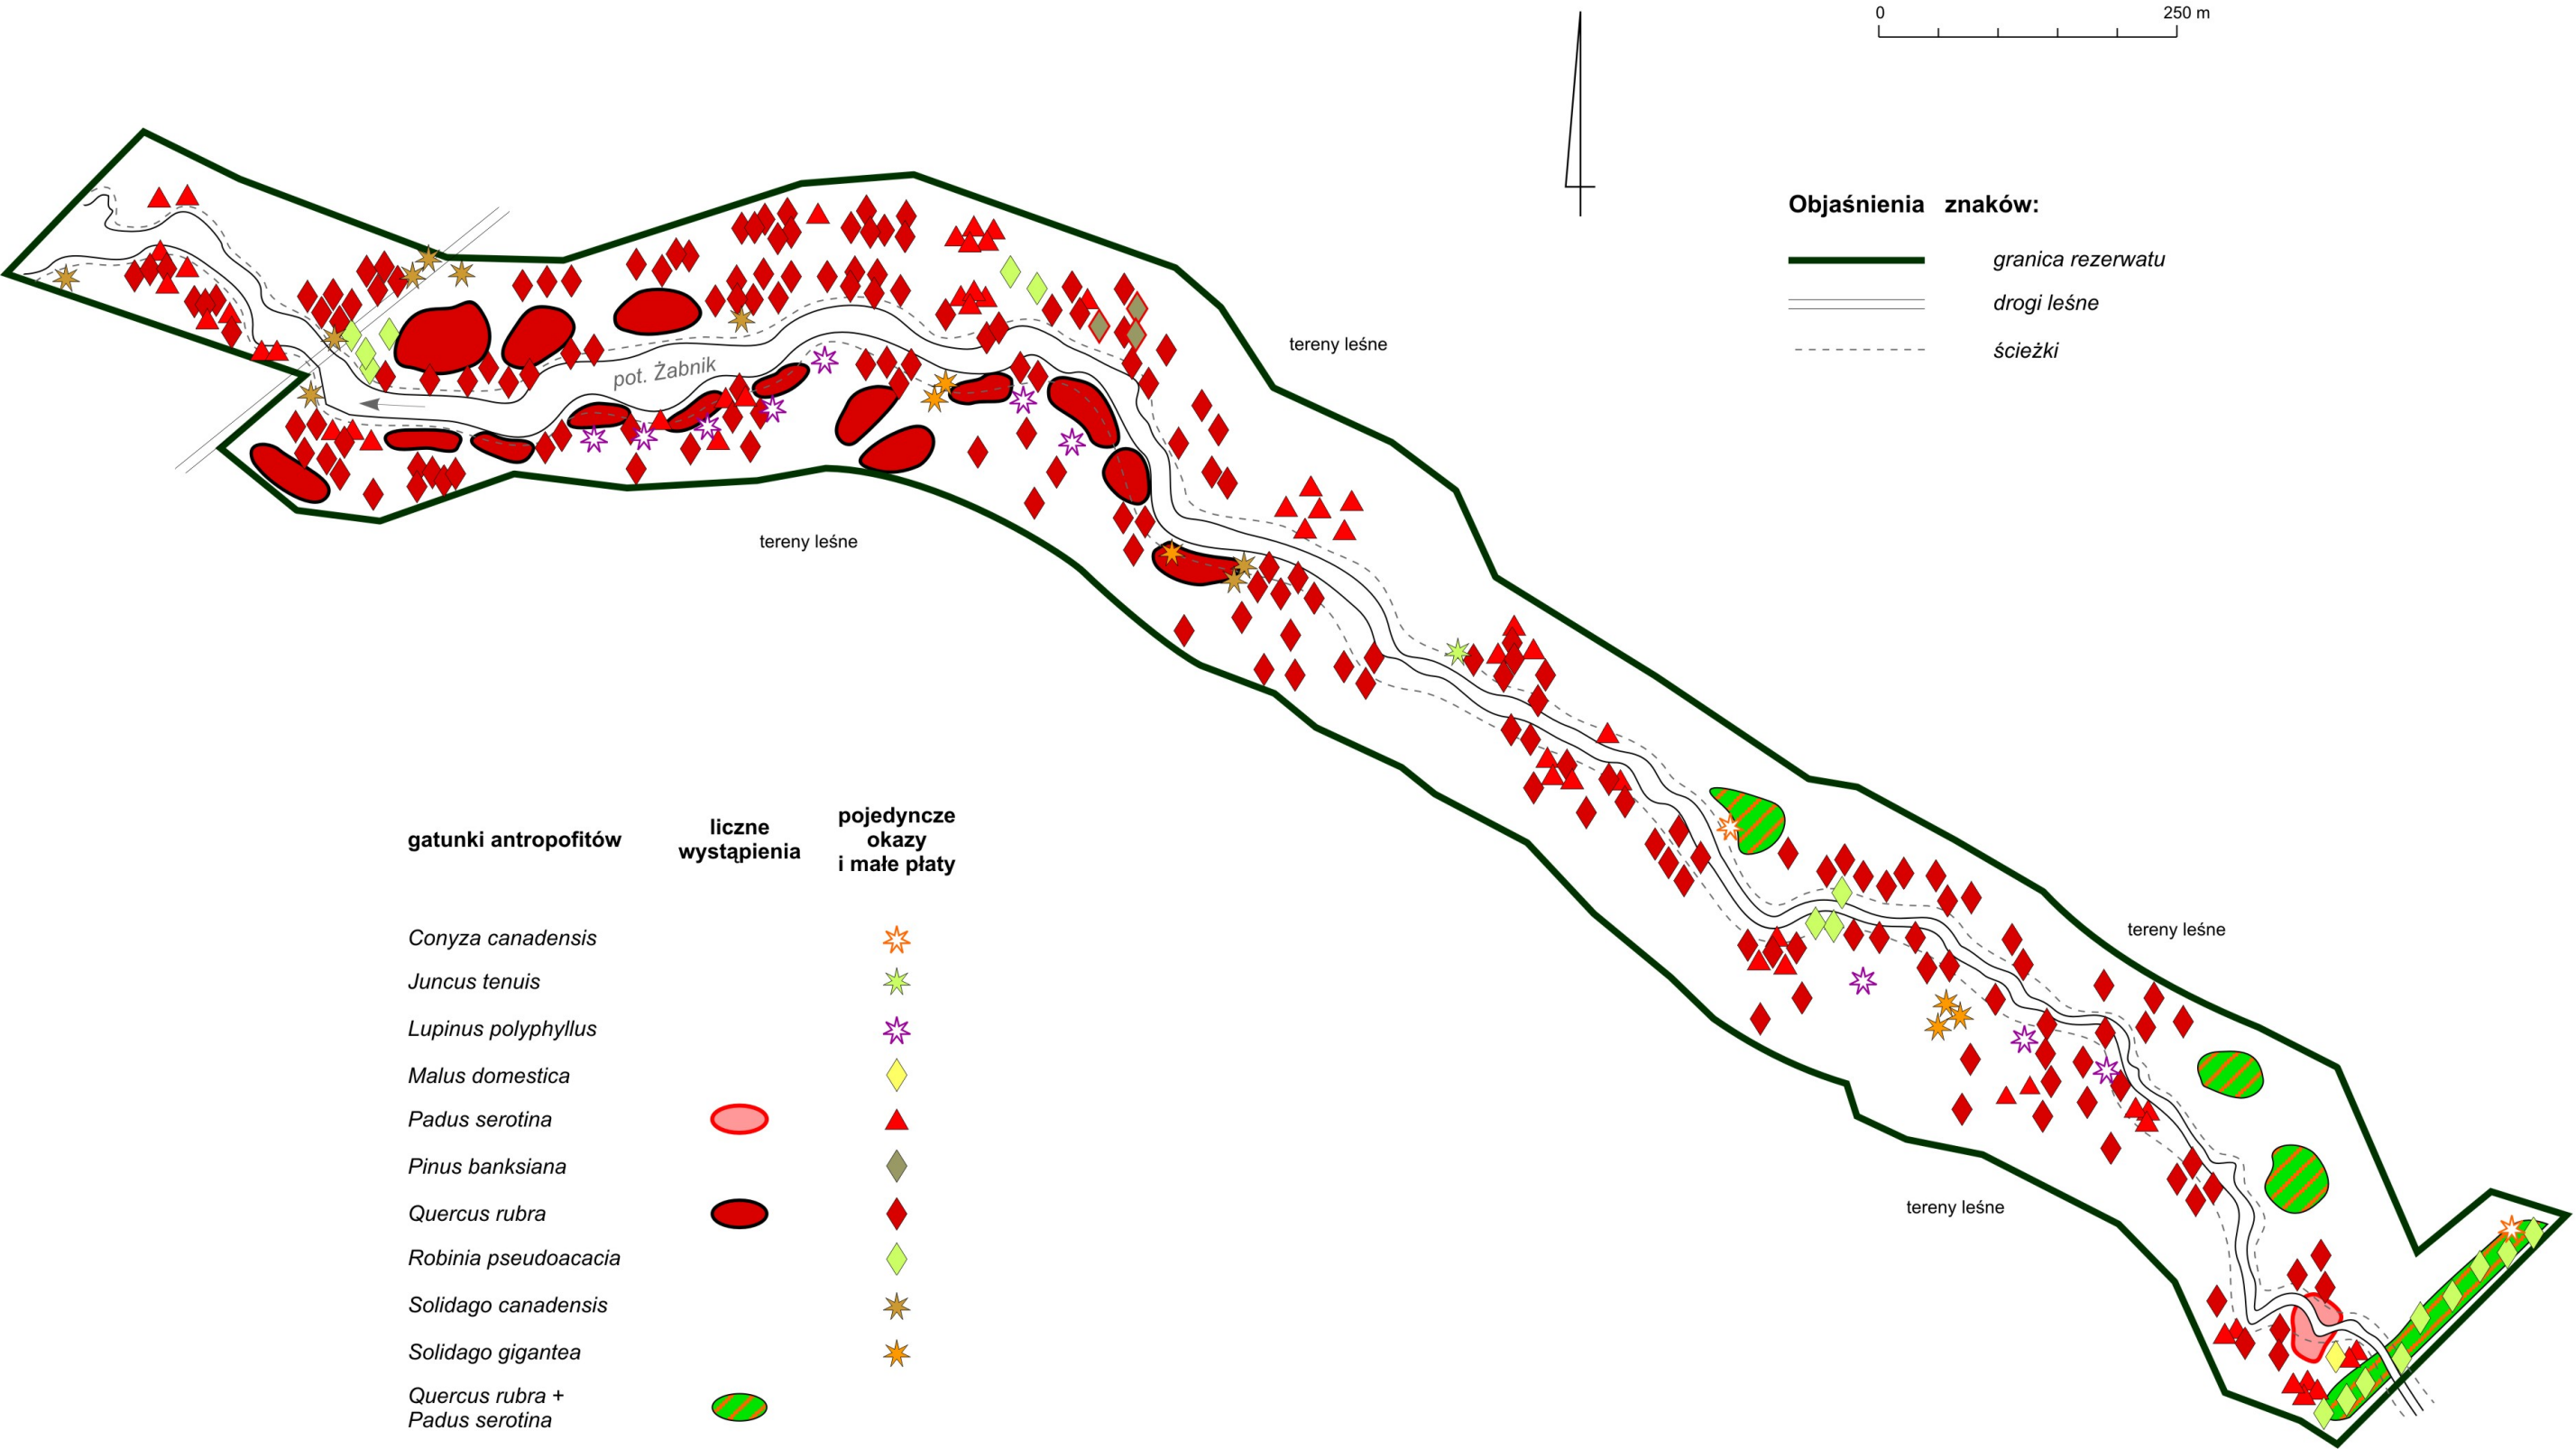 0 250 m
Objaśnienia znaków:
granica rezerwatu
drogi leśne
ścieżki
tereny leśne
pot. Żabnik
tereny leśne
tereny leśne
tereny leśne
gatunki antropofitów
liczne
wystąpienia
pojedyncze
okazy
i małe płaty
Conyza canadensis
Juncus tenuis
Lupinus polyphyllus
Malus domestica
Padus serotina
Pinus banksiana
Quercus rubra
Robinia pseudoacacia
Solidago canadensis
Solidago gigantea
Quercus rubra +
Padus serotina